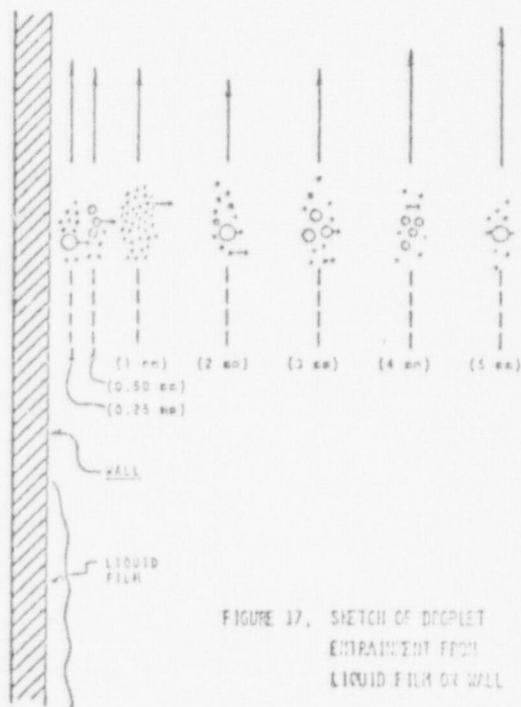 (1 mm) (2 mm) (3 mm) (4 mm) (5 mm)
(0.50 mm)
(0.25 mm)
WALL
LIQUID
FILM
FIGURE 17. SKETCH OF DROPLET
ENTRAINMENT FROM
LIQUID FILM ON WALL